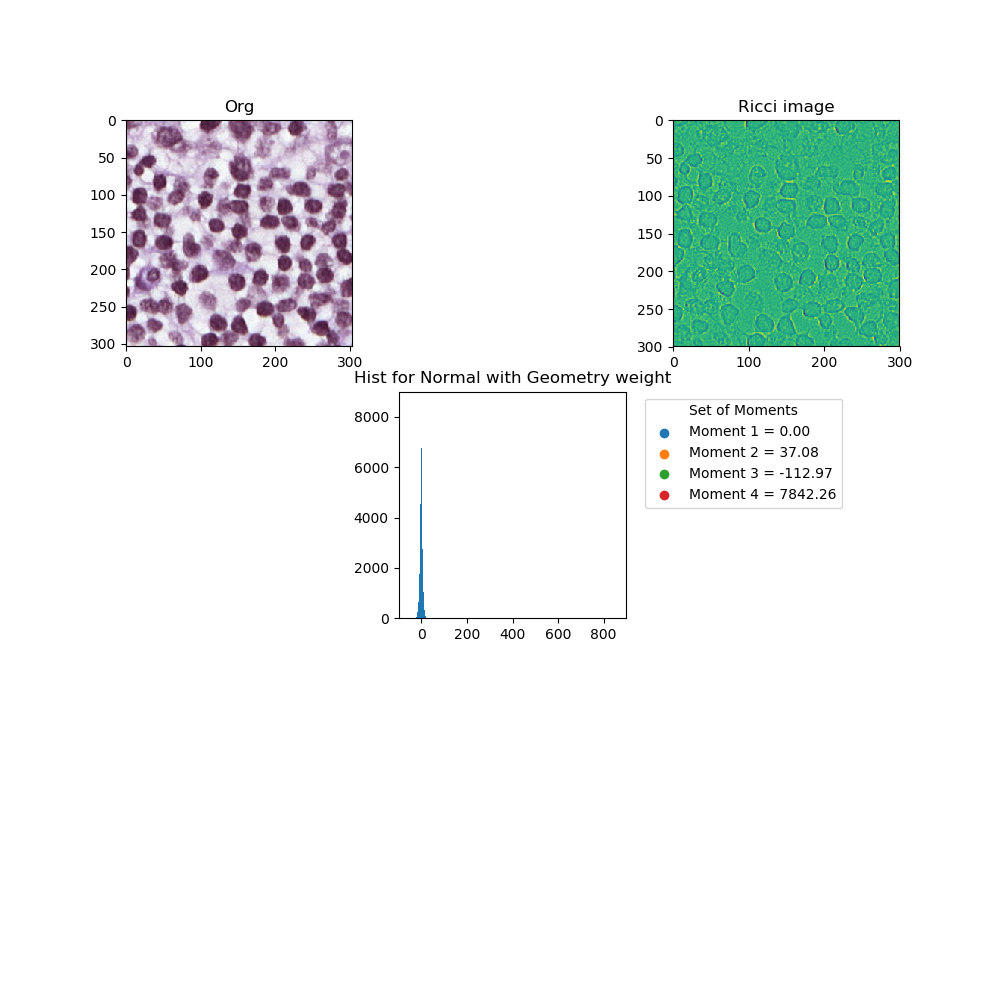 Org
0
50
100
150
200
250
300
0 100 200 300
Ricci image
0
50
100
150
200
250
300
0 100 200 300
Hist for Normal with Geometry weight
8000
6000
4000
2000
0
0 200 400 600 800
Set of Moments
Moment 1 = 0.00
Moment 2 = 37.08
Moment 3 = -112.97
Moment 4 = 7842.26